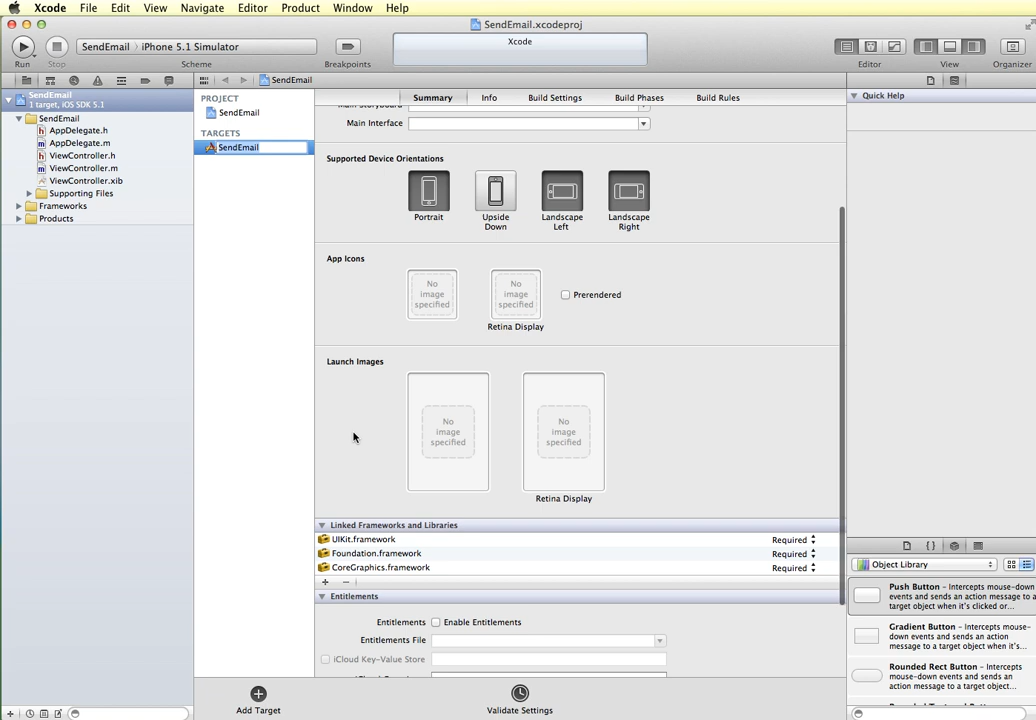 Xcode File Edit View Navigate Editor Product Window Help
SendEmail.xcodeproj
SendEmail › iPhone 5.1 Simulator
Xcode
Run Stop Scheme Breakpoints Editor View Organizer
SendEmail
SendEmail
1 target, iOS SDK 5.1
SendEmail
AppDelegate.h
AppDelegate.m
ViewController.h
ViewController.m
ViewController.xib
Supporting Files
Frameworks
Products
PROJECT
SendEmail
TARGETS
SendEmail
Summary Info Build Settings Build Phases Build Rules
Main Storyboard
Main Interface
Supported Device Orientations
Portrait
Upside
Down
Landscape
Left
Landscape
Right
App Icons
No
image
specified
No
image
specified
Prerendered
Retina Display
Launch Images
No
image
specified
No
image
specified
Retina Display
Linked Frameworks and Libraries
UIKit.framework Required
Foundation.framework Required
CoreGraphics.framework Required
Entitlements
Entitlements Enable Entitlements
Entitlements File
iCloud Key-Value Store
Add Target
Validate Settings
Quick Help
Object Library
Push Button – Intercepts mouse-down
events and sends an action message to a
target object when it's clicked or...
Gradient Button – Intercepts mouse-
down events and sends an action
message to a target object when it's...
Rounded Rect Button – Intercepts
mouse-down events and sends an
action message to a target object...